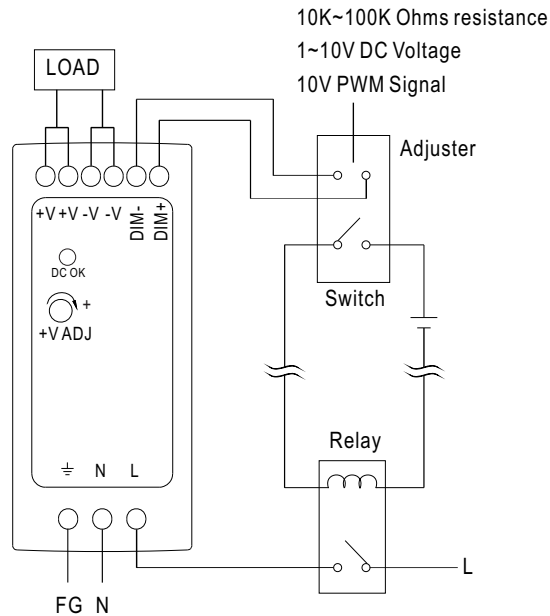 10K~100K Ohms resistance
1~10V DC Voltage
10V PWM Signal
LOAD
Adjuster
+V +V -V -V DIM- DIM+
DC OK
+
+V ADJ
Switch
Relay
N L
L
FG N